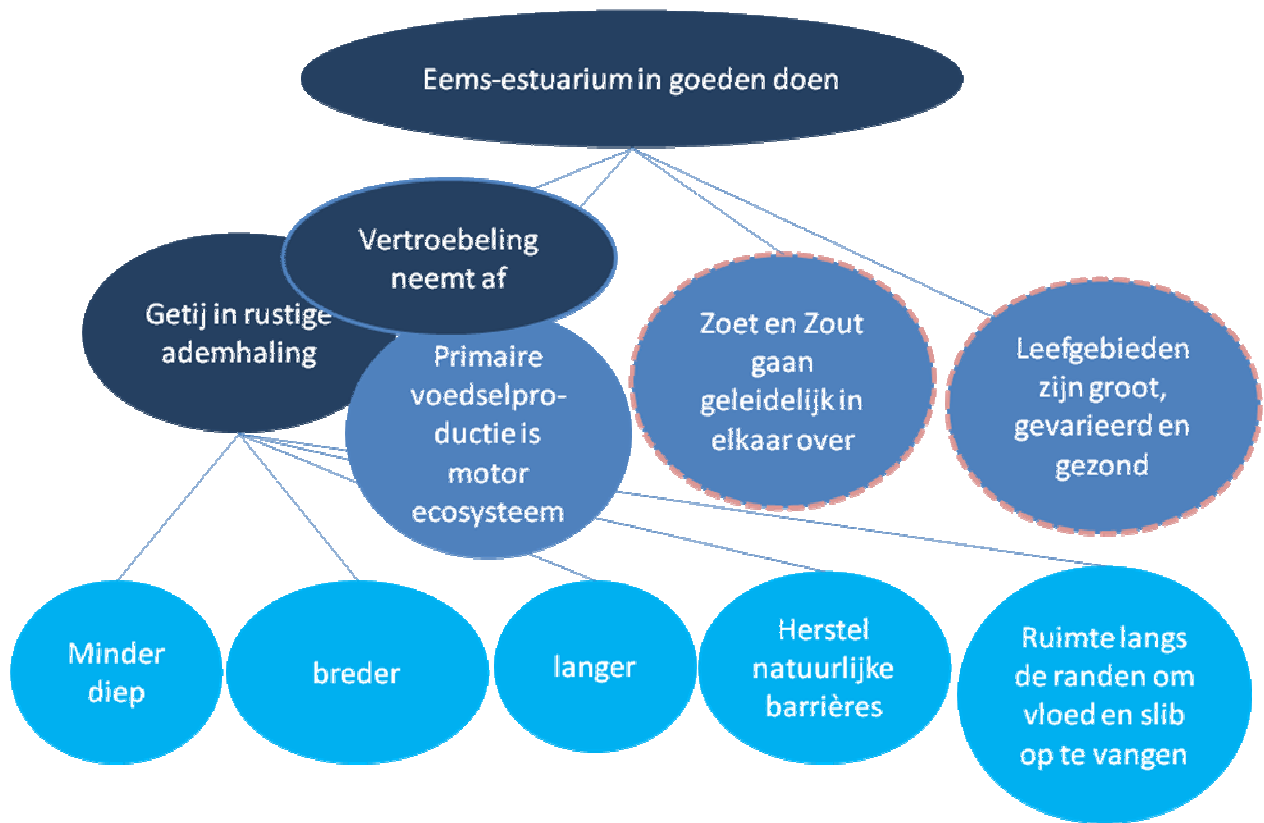 Eems-estuarium in goeden doen
Vertroebeling
neemt af
Getij in rustige
ademhaling
Primaire
voedselpro-
ductie is
motor
ecosysteem
Zoet en Zout
gaan
geleidelijk in
elkaar over
Leefgebieden
zijn groot,
gevarieerd en
gezond
Minder
diep
breder
langer
Herstel
natuurlijke
barrières
Ruimte langs
de randen om
vloed en slib
op te vangen